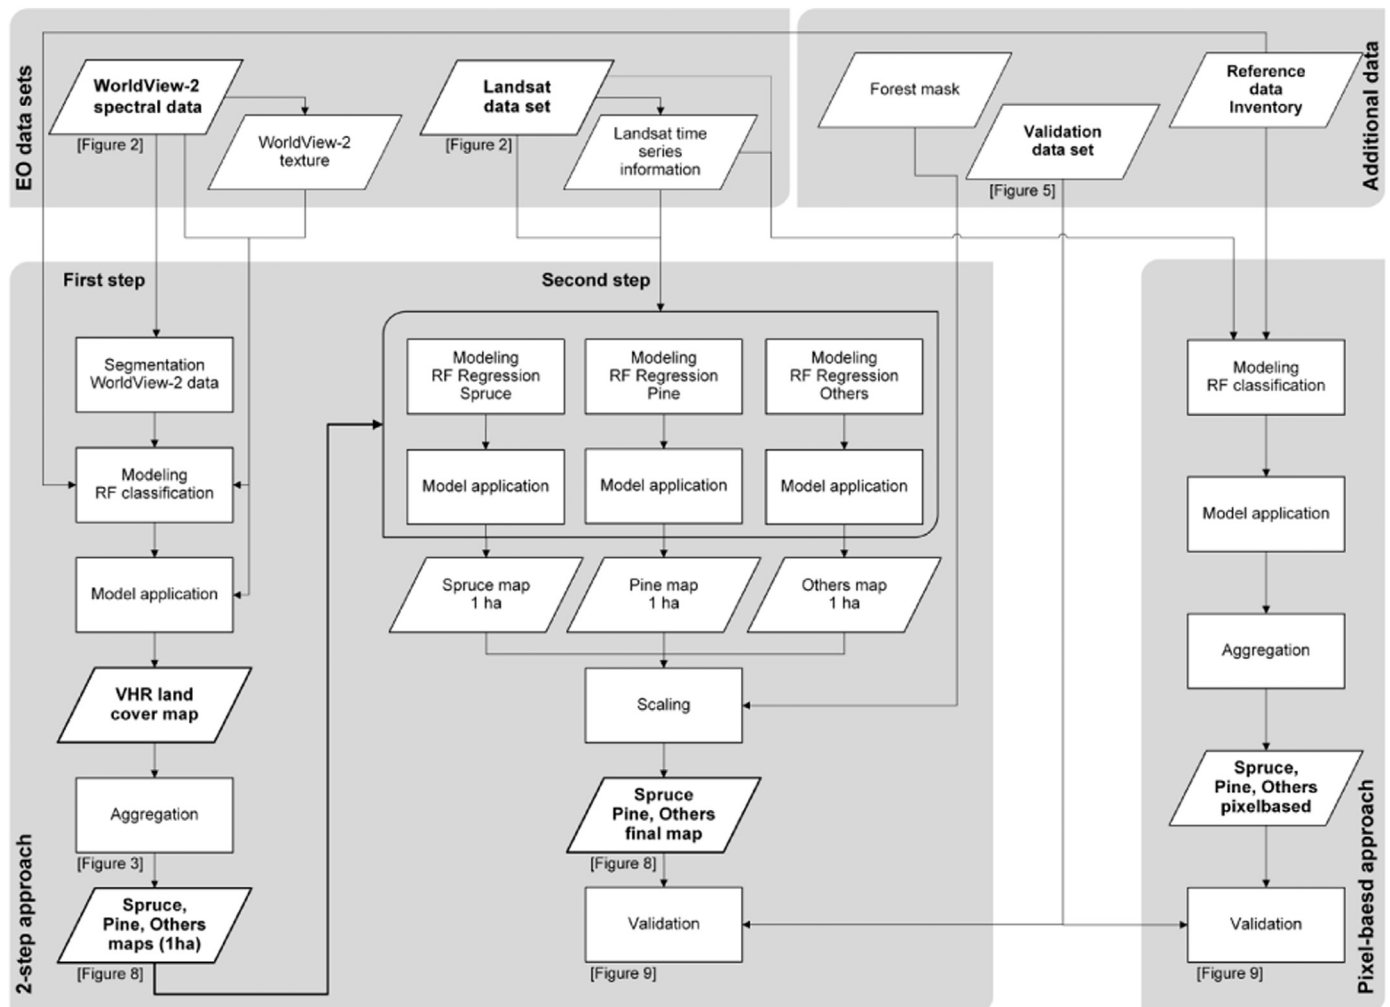 EO data sets
WorldView-2
spectral data
[Figure 2]
WorldView-2
texture
Landsat
data set
[Figure 2]
Landsat time
series
information
Additional data
Forest mask
Validation
data set
[Figure 5]
Reference
data
Inventory
2-step approach
First step
Segmentation
WorldView-2 data
Modeling
RF classification
Model application
VHR land
cover map
Aggregation
[Figure 3]
Spruce,
Pine, Others
maps (1ha)
[Figure 8]
Second step
Modeling
RF Regression
Spruce
Modeling
RF Regression
Pine
Modeling
RF Regression
Others
Model application
Model application
Model application
Spruce map
1 ha
Pine map
1 ha
Others map
1 ha
Scaling
Spruce
Pine, Others
final map
[Figure 8]
Validation
[Figure 9]
Pixel-baesd approach
Modeling
RF classification
Model application
Aggregation
Spruce,
Pine, Others
pixelbased
Validation
[Figure 9]